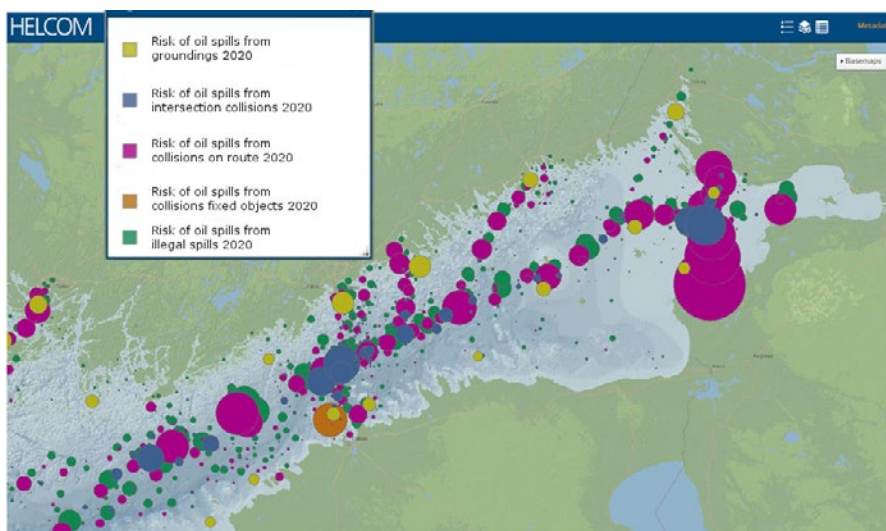 HELCOM
Metadat
Basemaps
Risk of oil spills from
groundings 2020
Risk of oil spills from
intersection collisions 2020
Risk of oil spills from
collisions on route 2020
Risk of oil spills from
collisions fixed objects 2020
Risk of oil spills from
illegal spills 2020